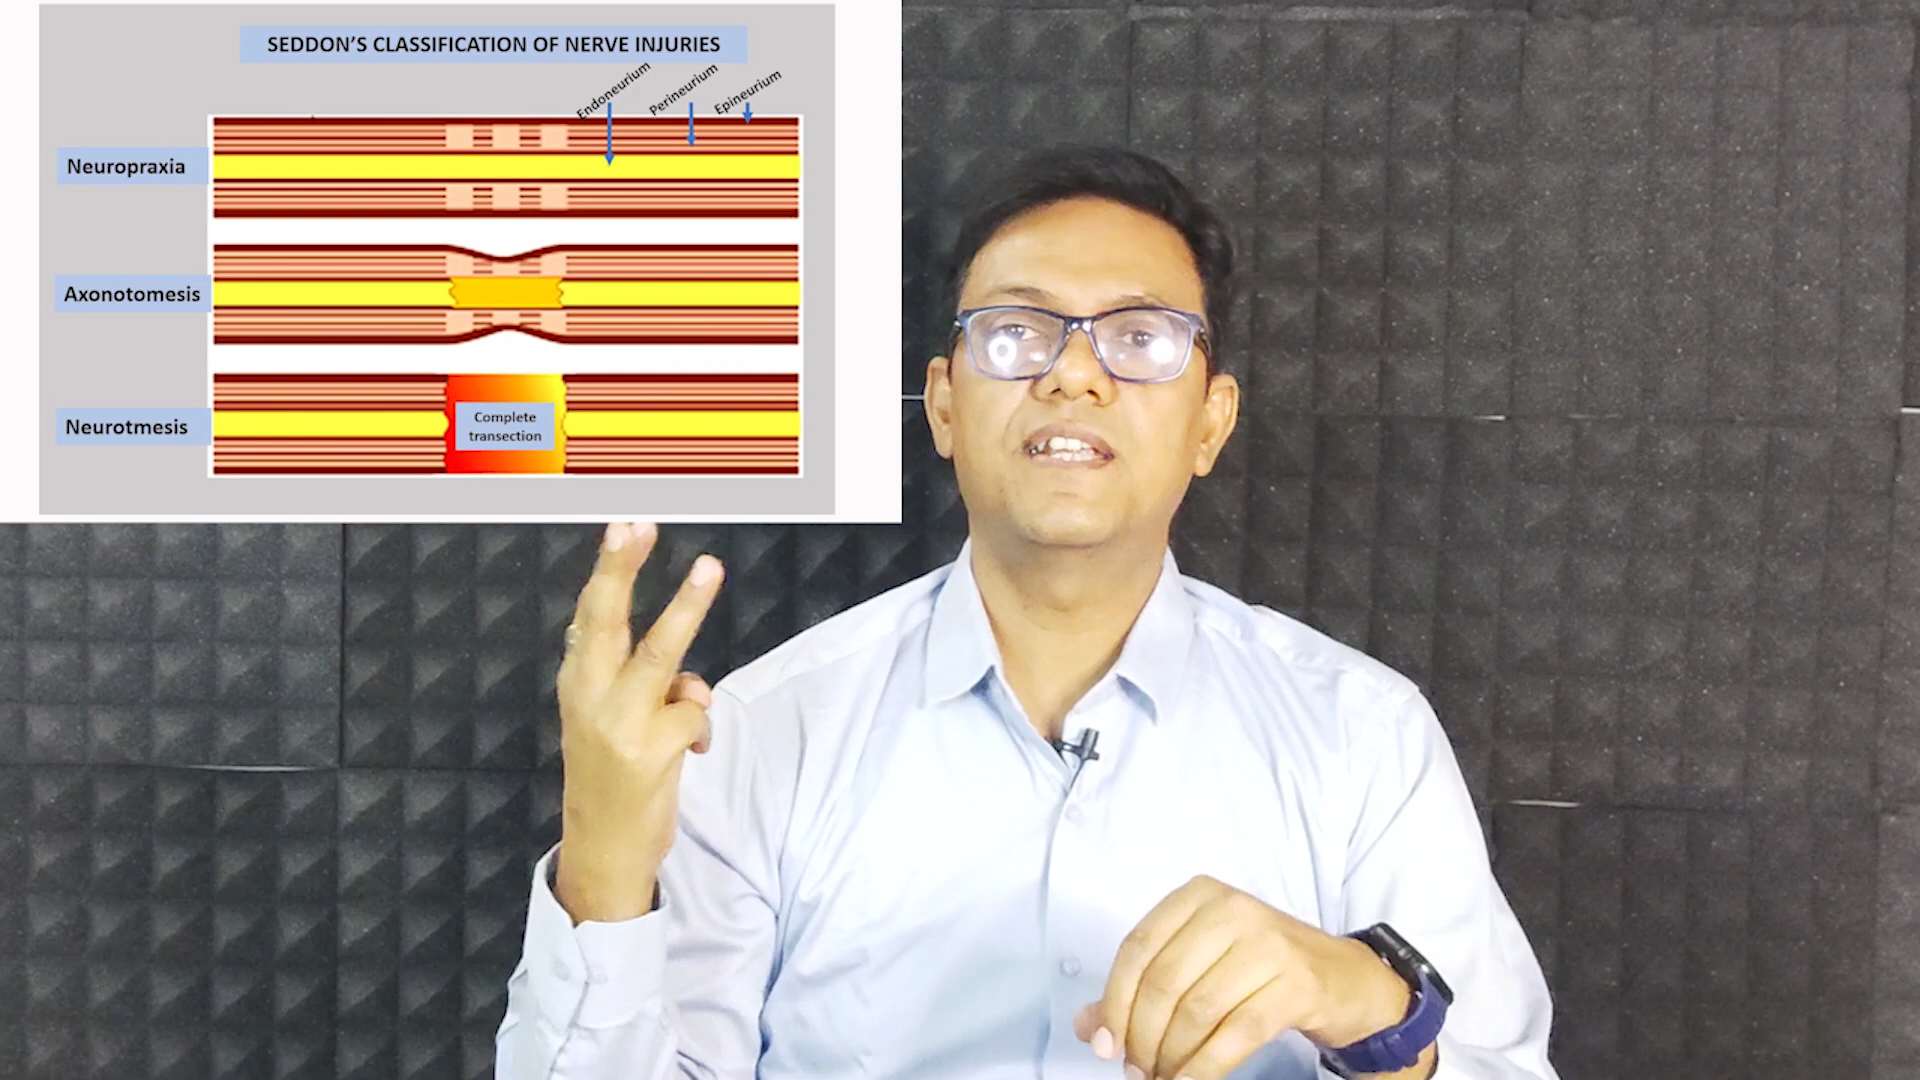 SEDDON'S CLASSIFICATION OF NERVE INJURIES
Endoneurium
Perineurium
Epineurium
Neuropraxia
Axonotomesis
Neurotmesis
Complete
transection